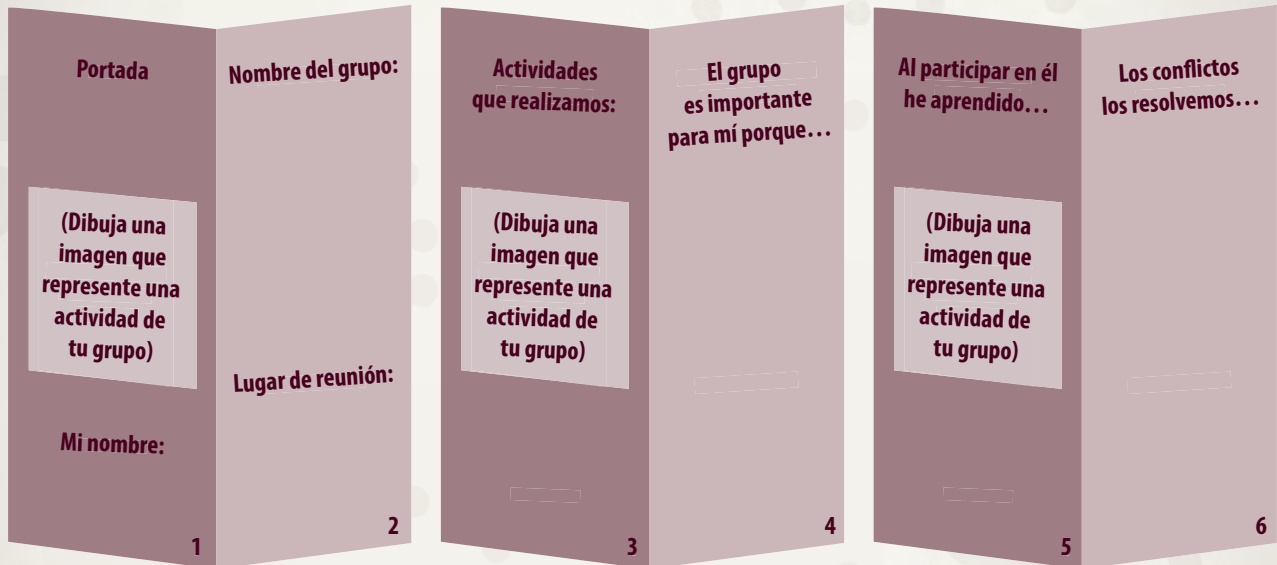 Portada
(Dibuja una
imagen que
represente una
actividad de
tu grupo)
Mi nombre:
1
Nombre del grupo:
Lugar de reunión:
2
Actividades
que realizamos:
(Dibuja una
imagen que
represente una
actividad de
tu grupo)
3
El grupo
es importante
para mí porque…
4
Al participar en él
he aprendido…
(Dibuja una
imagen que
represente una
actividad de
tu grupo)
5
Los conflictos
los resolvemos…
6